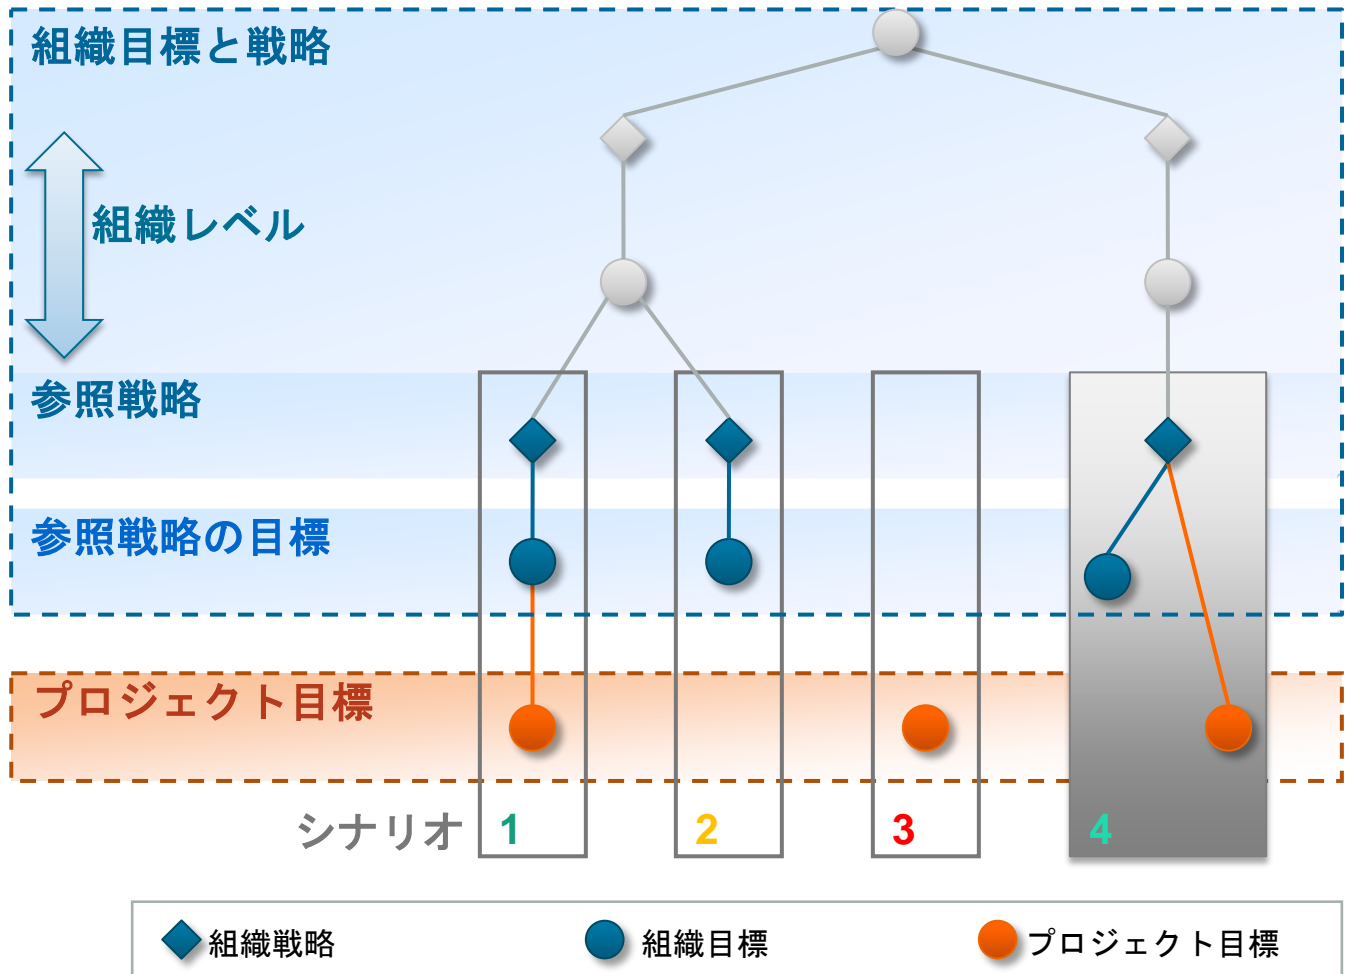 組織目標と戦略
組織レベル
参照戦略
参照戦略の目標
プロジェクト目標
シナリオ 1 2 3 4
組織戦略 組織目標 プロジェクト目標